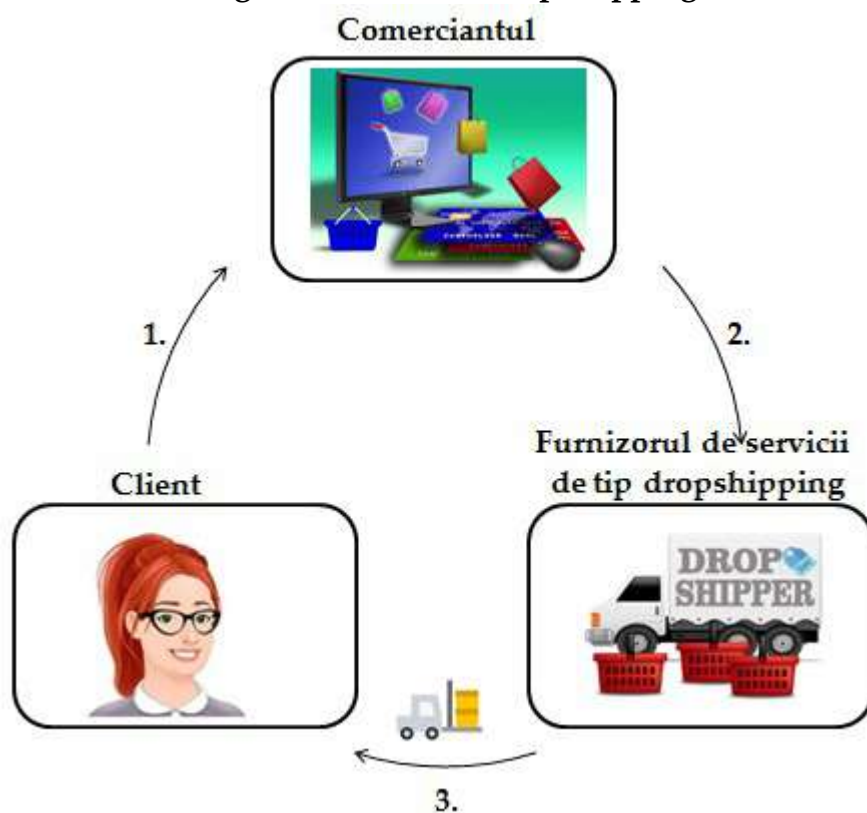 Comerciantul
1.
2.
Furnizorul de servicii
de tip dropshipping
Client
DROP
SHIPPER
3.